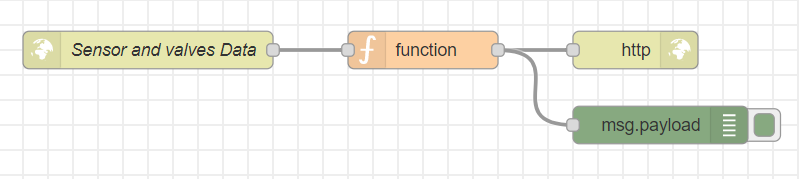 Sensor and valves Data
function
http
msg.payload